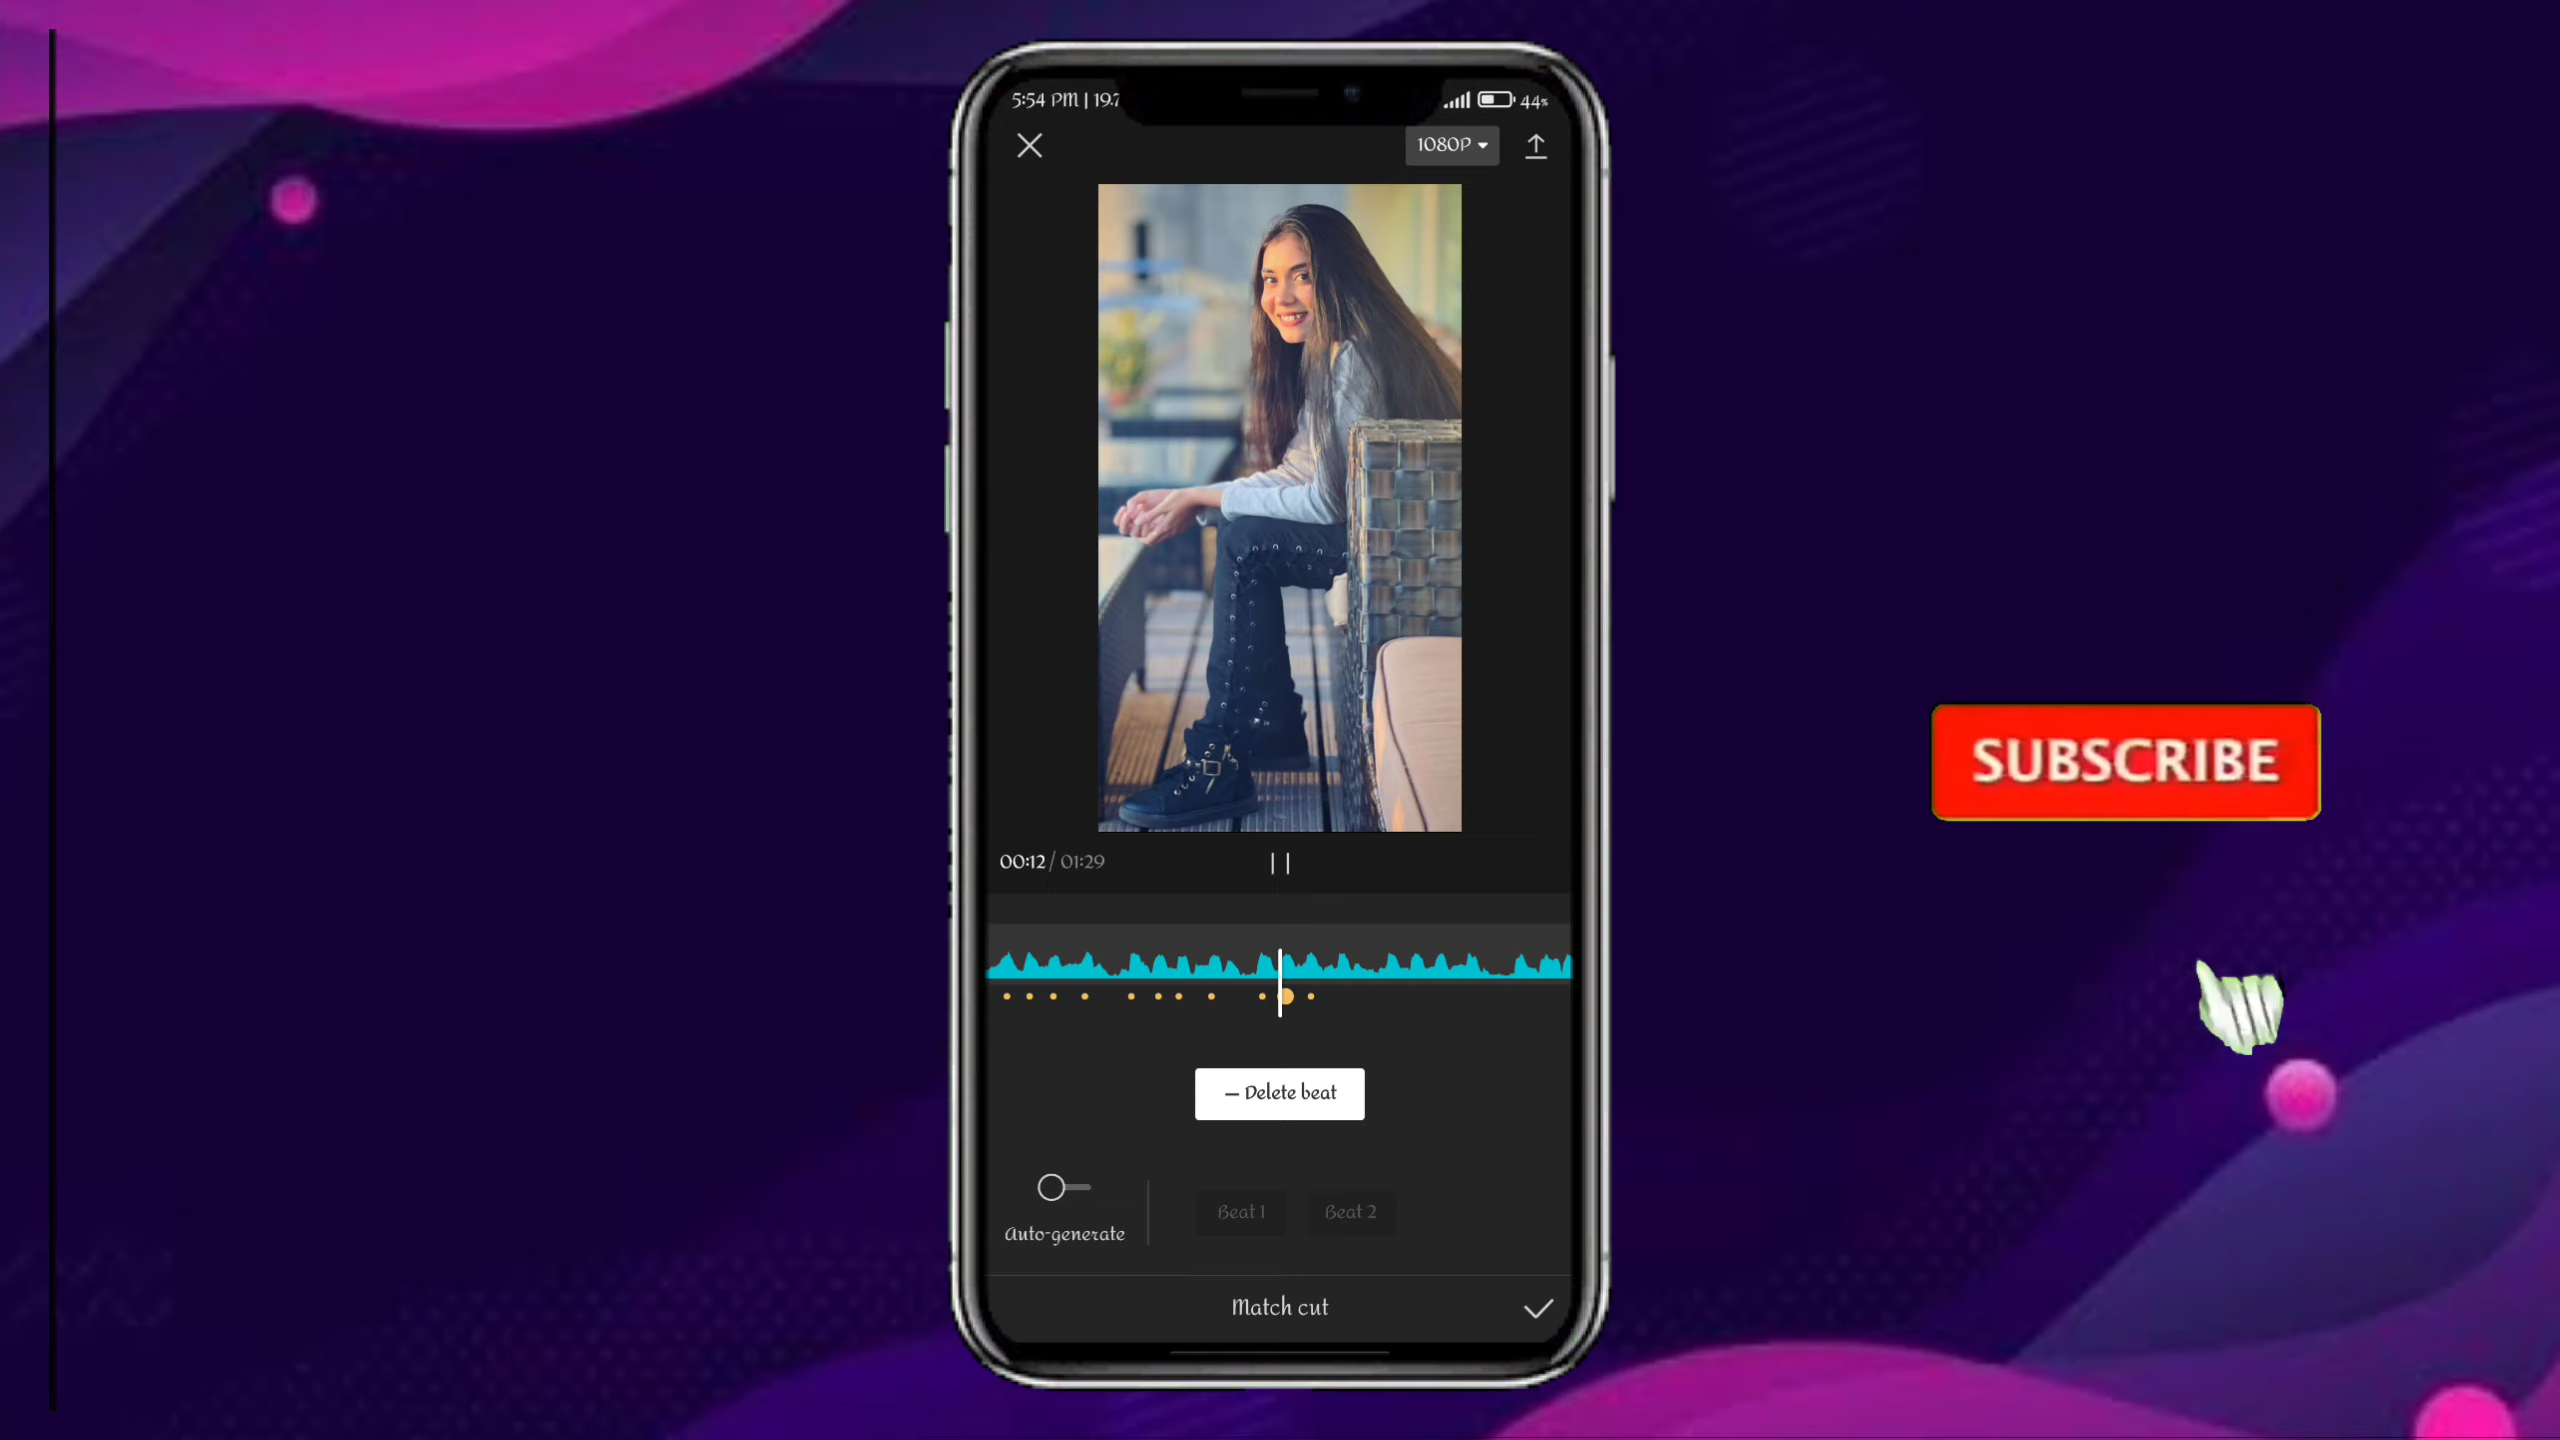 5:54 PM | 19.7
44%
1080P
SUBSCRIBE
00:12 / 01:29
– Delete beat
Auto-generate
Beat 1
Beat 2
Match cut